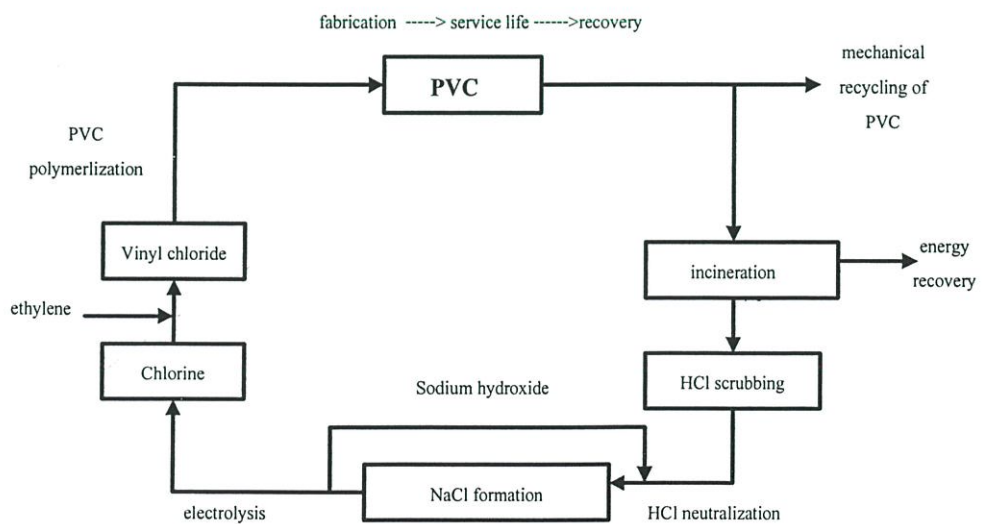 fabrication -----> service life ------>recovery
PVC
mechanical
recycling of
PVC
PVC
polymerlization
Vinyl chloride
incineration
energy
recovery
ethylene
Chlorine
HCl scrubbing
Sodium hydroxide
NaCl formation
electrolysis
HCl neutralization